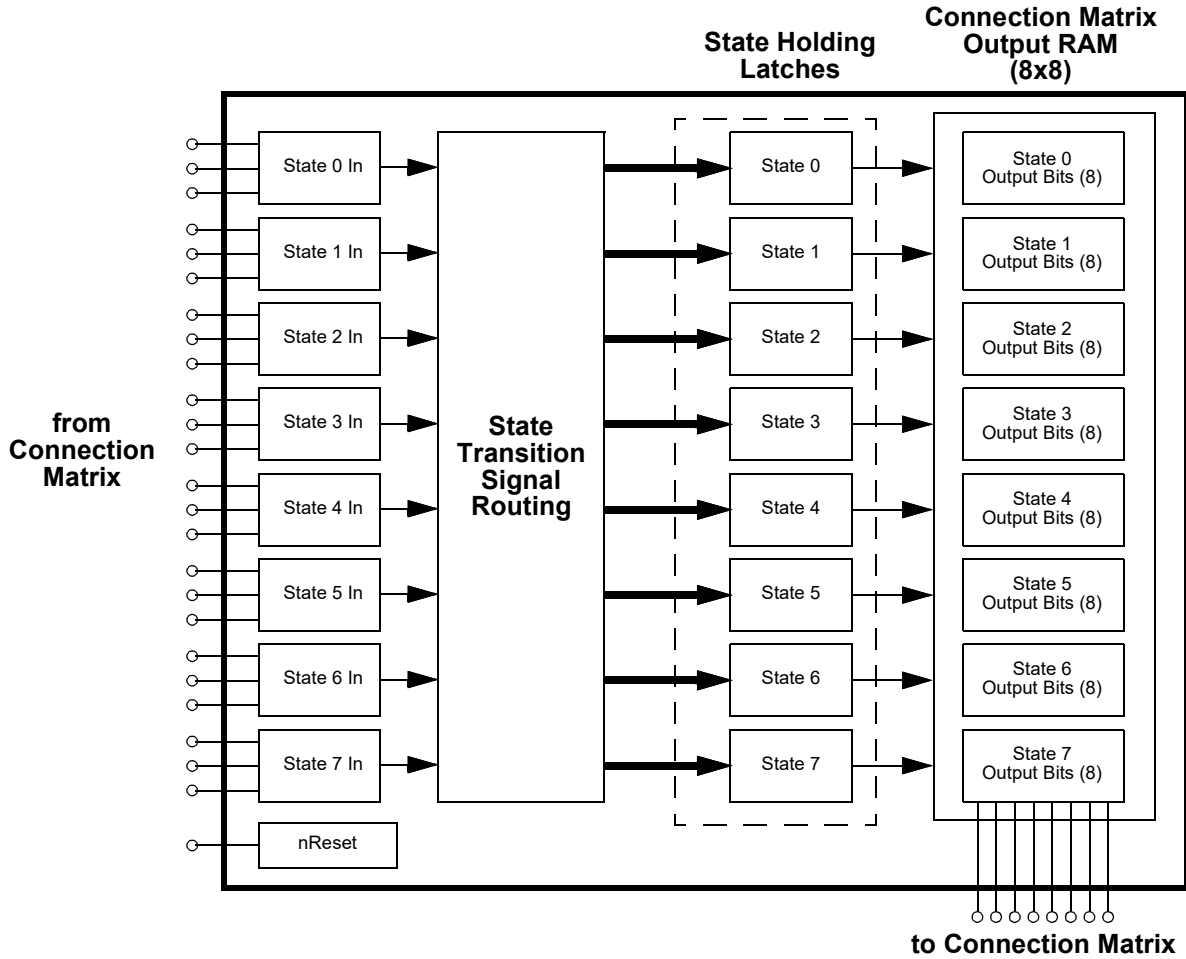 Connection Matrix
Output RAM
(8x8)
State Holding
Latches
State 0 In
State 0
State 0
Output Bits (8)
State 1 In
State 1
State 1
Output Bits (8)
State 2 In
State 2
State 2
Output Bits (8)
from
Connection
Matrix
State 3 In
State
Transition
Signal
Routing
State 3
State 3
Output Bits (8)
State 4 In
State 4
State 4
Output Bits (8)
State 5 In
State 5
State 5
Output Bits (8)
State 6 In
State 6
State 6
Output Bits (8)
State 7 In
State 7
State 7
Output Bits (8)
nReset
to Connection Matrix